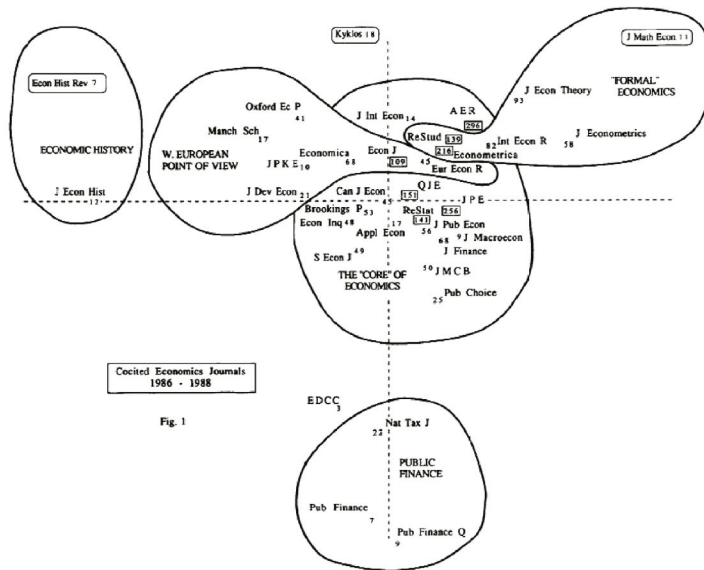 Kyklos 18
J Math Econ 11
Econ Hist Rev 7
J Econ Theory
93
"FORMAL"
ECONOMICS
Oxford Ec P
41
J Int Econ 14
AER
296
Manch Sch
17
ReStud 139
Int Econ R
82
J Econometrics
58
ECONOMIC HISTORY
W. EUROPEAN
POINT OF VIEW
Economica
68
Econ J
109
216
Econometrica
JPKE 10
45
Eur Econ R
J Econ Hist
12
J Dev Econ 21
Can J Econ
45
QJE
151
JPE
256
Brookings P 53
ReStat
141
Econ Inq 48
17
Appl Econ
56
J Pub Econ
68
9 J Macroecon
S Econ J 49
J Finance
THE "CORE" OF
ECONOMICS
50 JMCB
Pub Choice
25
Cocited Economics Journals
1986 - 1988
Fig. 1
EDCC
3
Nat Tax J
22
PUBLIC
FINANCE
Pub Finance
7
Pub Finance Q
9